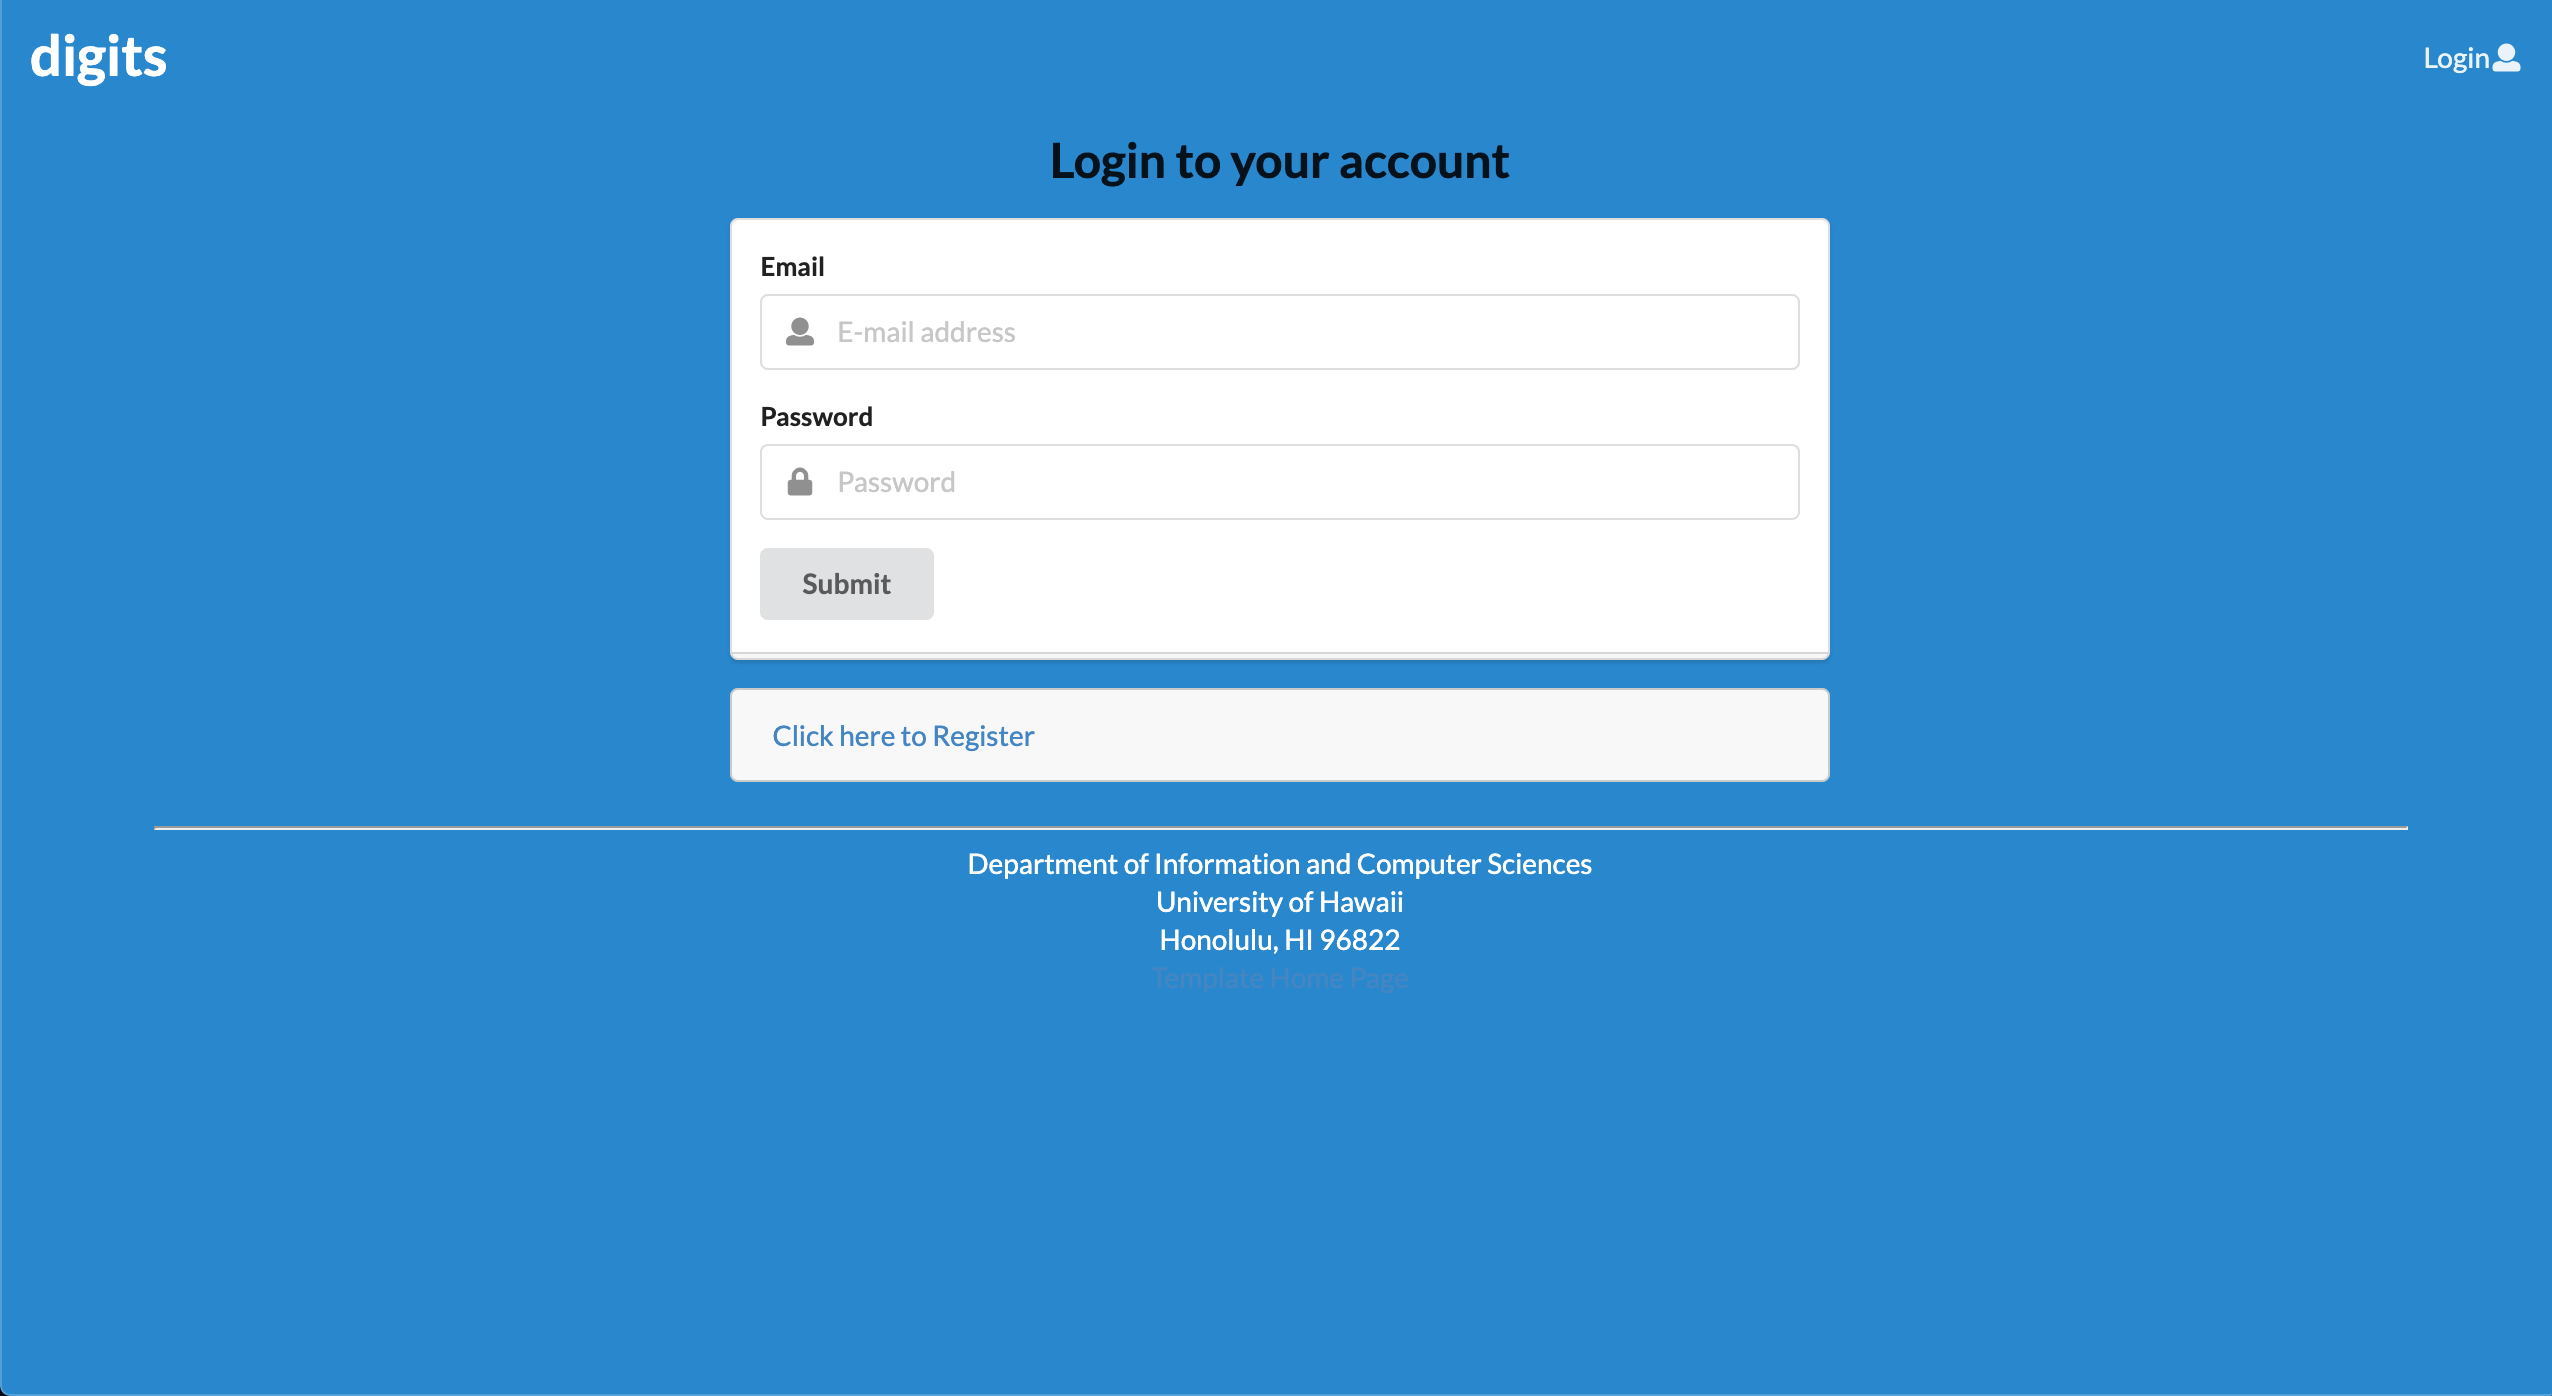 digits
Login
Login to your account
Email
E-mail address
Password
Password
Submit
Click here to Register
Department of Information and Computer Sciences
University of Hawaii
Honolulu, HI 96822
Template Home Page